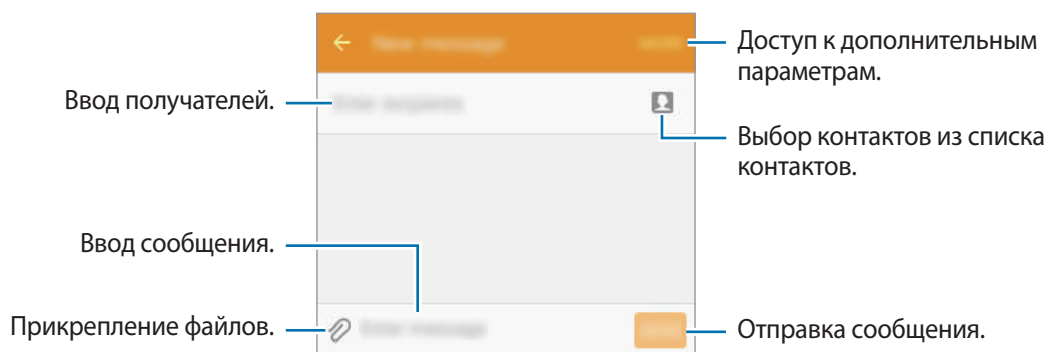 Доступ к дополнительным
параметрам.
Ввод получателей.
Выбор контактов из списка
контактов.
Ввод сообщения.
Прикрепление файлов.
Отправка сообщения.